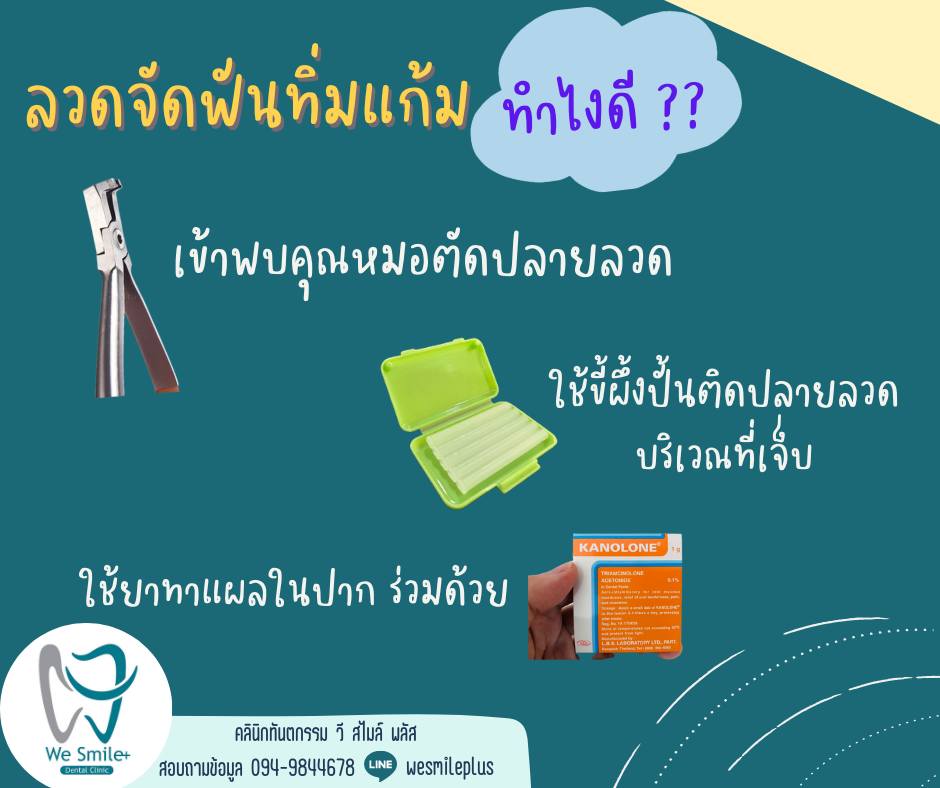 ลวดจัดฟันทิ่มแก้ม
ทำไงดี ??
เข้าพบคุณหมอตัดปลายลวด
ใช้ขี้ผึ้งปั้นติดปลายลวด
บริเวณที่เจ็บ
ใช้ยาทาแผลในปาก ร่วมด้วย
KANOLONE® 1 g
TRIAMCINOLONE
ACETONIDE 0.1%
L.B.S. LABORATORY LTD., PART.
We Smile+
Dental Clinic
คลินิกทันตกรรม วี สไมล์ พลัส
สอบถามข้อมูล 094-9844678 LINE wesmileplus